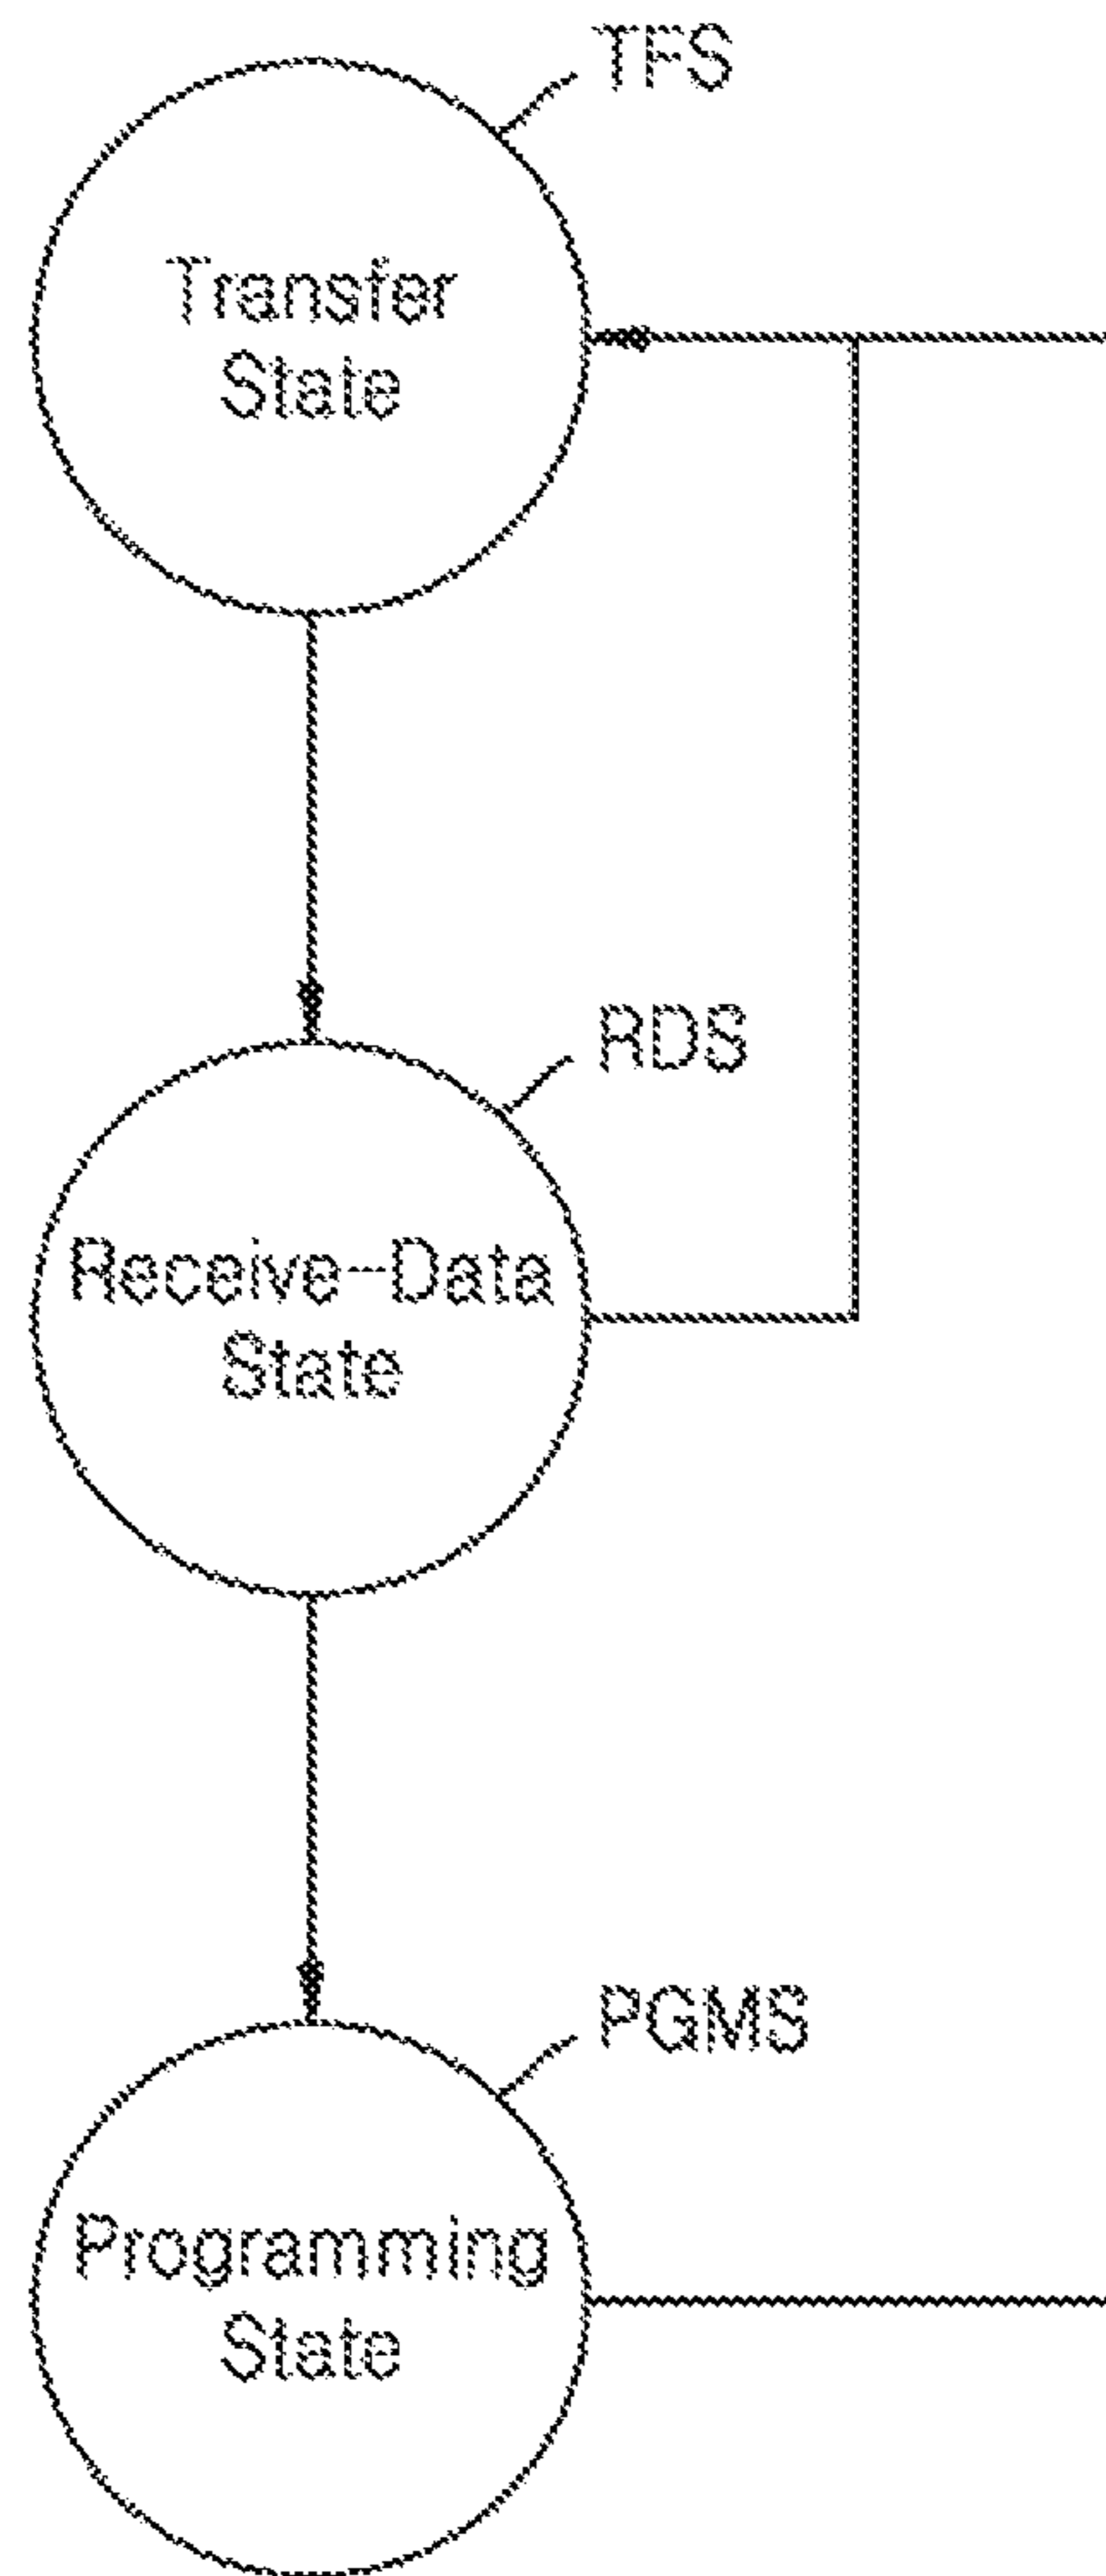 TFS
Transfer
State
RDS
Receive-Data
State
PGMS
Programming
State